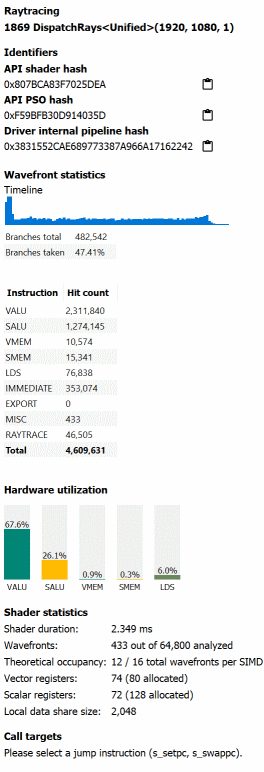 Raytracing
1869 DispatchRays<Unified>(1920, 1080, 1)
Identifiers
API shader hash
0x807BCA83F7025DEA
API PSO hash
0xF59BFB30D914035D
Driver internal pipeline hash
0x3831552CAE689773387A966A17162242
Wavefront statistics
Timeline
Branches total 482,542
Branches taken 47.41%
Instruction Hit count
VALU 2,311,840
SALU 1,274,145
VMEM 10,574
SMEM 15,341
LDS 76,838
IMMEDIATE 353,074
EXPORT 0
MISC 433
RAYTRACE 46,505
Total 4,609,631
Hardware utilization
67.6% 26.1% 0.9% 0.3% 6.0%
VALU SALU VMEM SMEM LDS
Shader statistics
Shader duration: 2.349 ms
Wavefronts: 433 out of 64,800 analyzed
Theoretical occupancy: 12 / 16 total wavefronts per SIMD
Vector registers: 74 (80 allocated)
Scalar registers: 72 (128 allocated)
Local data share size: 2,048
Call targets
Please select a jump instruction (s_setpc, s_swappc).